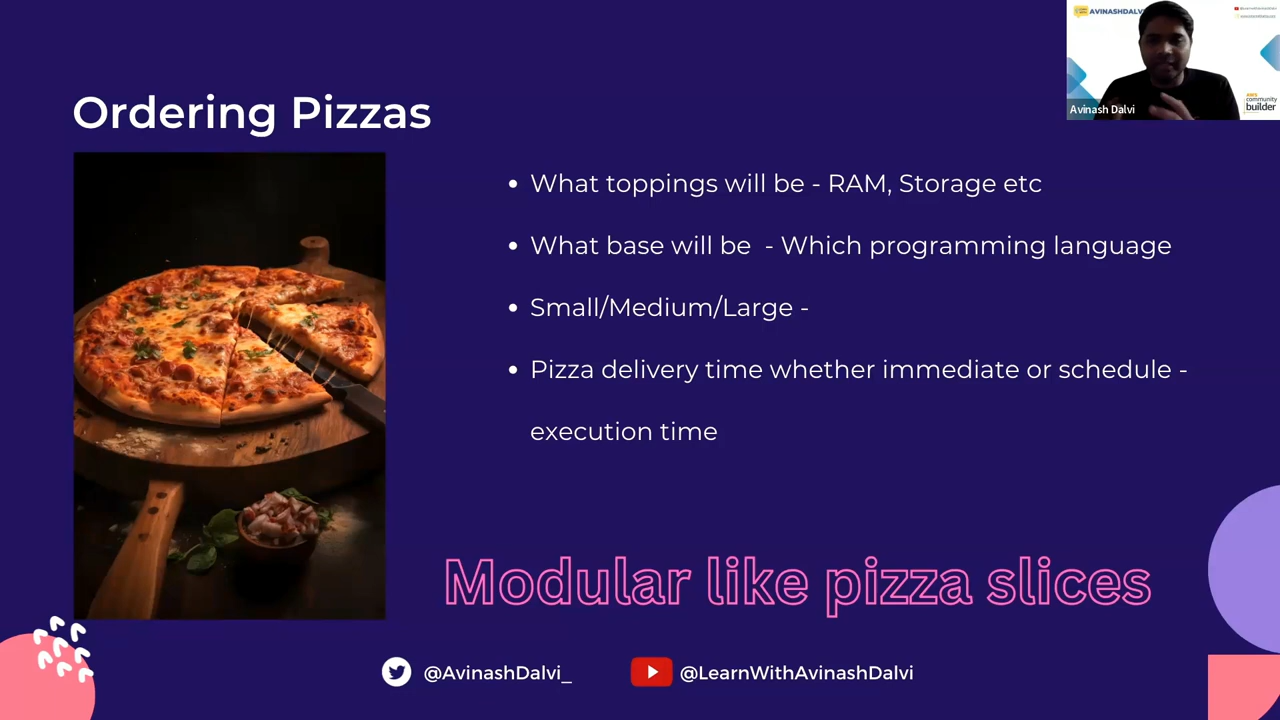 AVINASHDALVI
Avinash Dalvi
AWS
community
builder
Ordering Pizzas
What toppings will be - RAM, Storage etc
What base will be - Which programming language
Small/Medium/Large -
Pizza delivery time whether immediate or schedule -
execution time
Modular like pizza slices
@AvinashDalvi_
@LearnWithAvinashDalvi